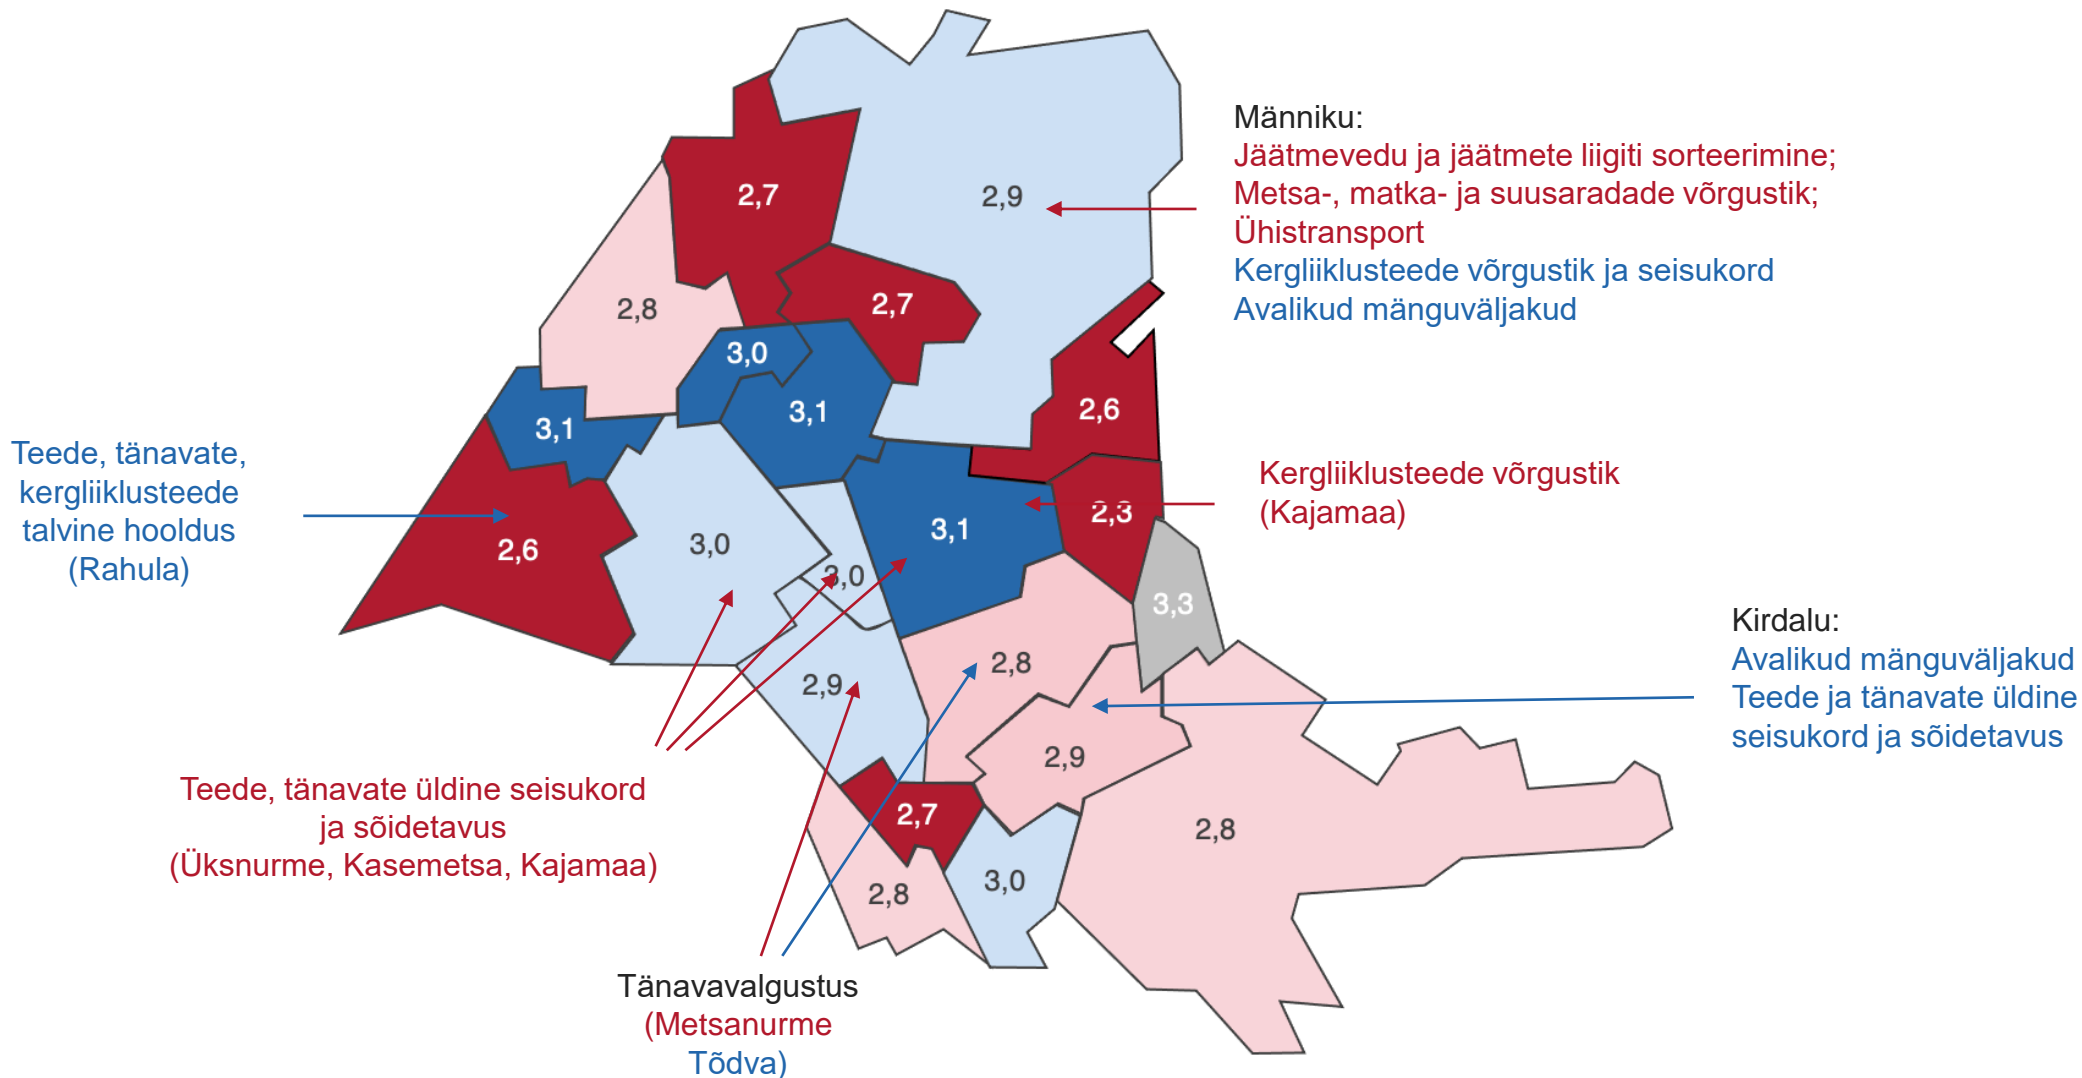 Männiku:
Jäätmevedu ja jäätmete liigiti sorteerimine;
Metsa-, matka- ja suusaradade võrgustik;
Ühistransport
Kergliiklusteede võrgustik ja seisukord
Avalikud mänguväljakud
2,7
2,9
2,8
2,7
3,0
3,1
2,6
3,1
Teede, tänavate,
kergliiklusteede
talvine hooldus
(Rahula)
Kergliiklusteede võrgustik
(Kajamaa)
2,3
3,1
2,6
3,0
3,0
3,3
Kirdalu:
Avalikud mänguväljakud
Teede ja tänavate üldine
seisukord ja sõidetavus
2,8
2,9
2,9
Teede, tänavate üldine seisukord
ja sõidetavus
(Üksnurme, Kasemetsa, Kajamaa)
2,7
2,8
3,0
2,8
Tänavavalgustus
(Metsanurme
Tõdva)